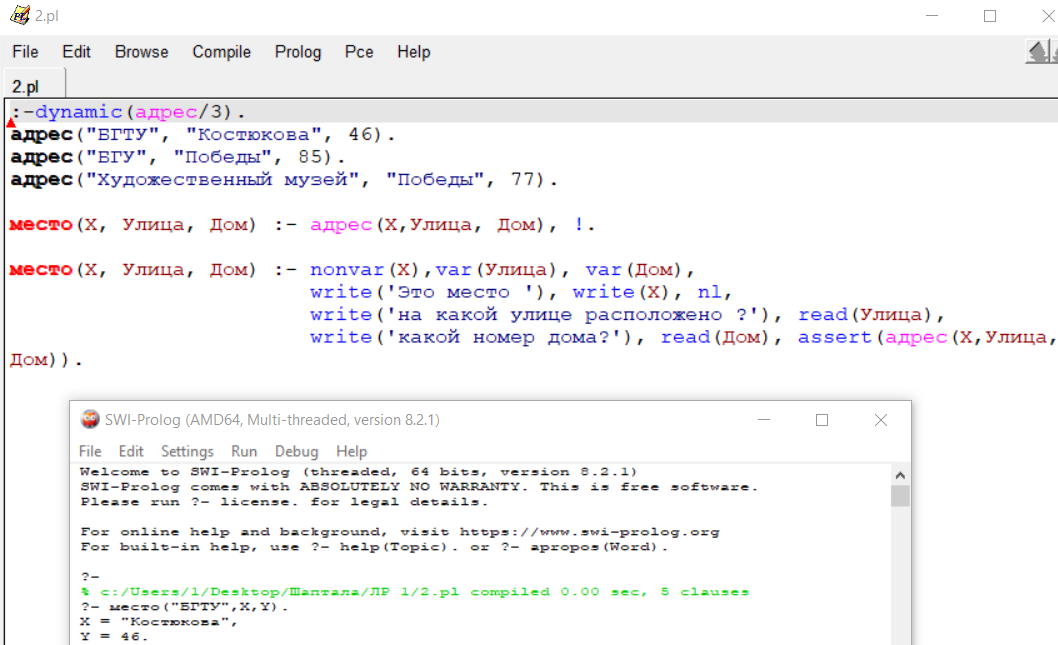 2.pl
File Edit Browse Compile Prolog Pce Help
2.pl
:-dynamic(адрес/3).
адрес("БГТУ", "Костюкова", 46).
адрес("БГУ", "Победы", 85).
адрес("Художественный музей", "Победы", 77).
место(X, Улица, Дом) :- адрес(X,Улица, Дом), !.
место(X, Улица, Дом) :- nonvar(X),var(Улица), var(Дом),
write('Это место '), write(X), nl,
write('на какой улице расположено ?'), read(Улица),
write('какой номер дома?'), read(Дом), assert(адрес(X,Улица,
Дом)).
SWI-Prolog (AMD64, Multi-threaded, version 8.2.1)
File Edit Settings Run Debug Help
Welcome to SWI-Prolog (threaded, 64 bits, version 8.2.1)
SWI-Prolog comes with ABSOLUTELY NO WARRANTY. This is free software.
Please run ?- license. for legal details.
For online help and background, visit https://www.swi-prolog.org
For built-in help, use ?- help(Topic). or ?- apropos(Word).
?-
% c:/Users/1/Desktop/Шаптала/ЛР 1/2.pl compiled 0.00 sec, 5 clauses
?- место("БГТУ",X,Y).
X = "Костюкова",
Y = 46.